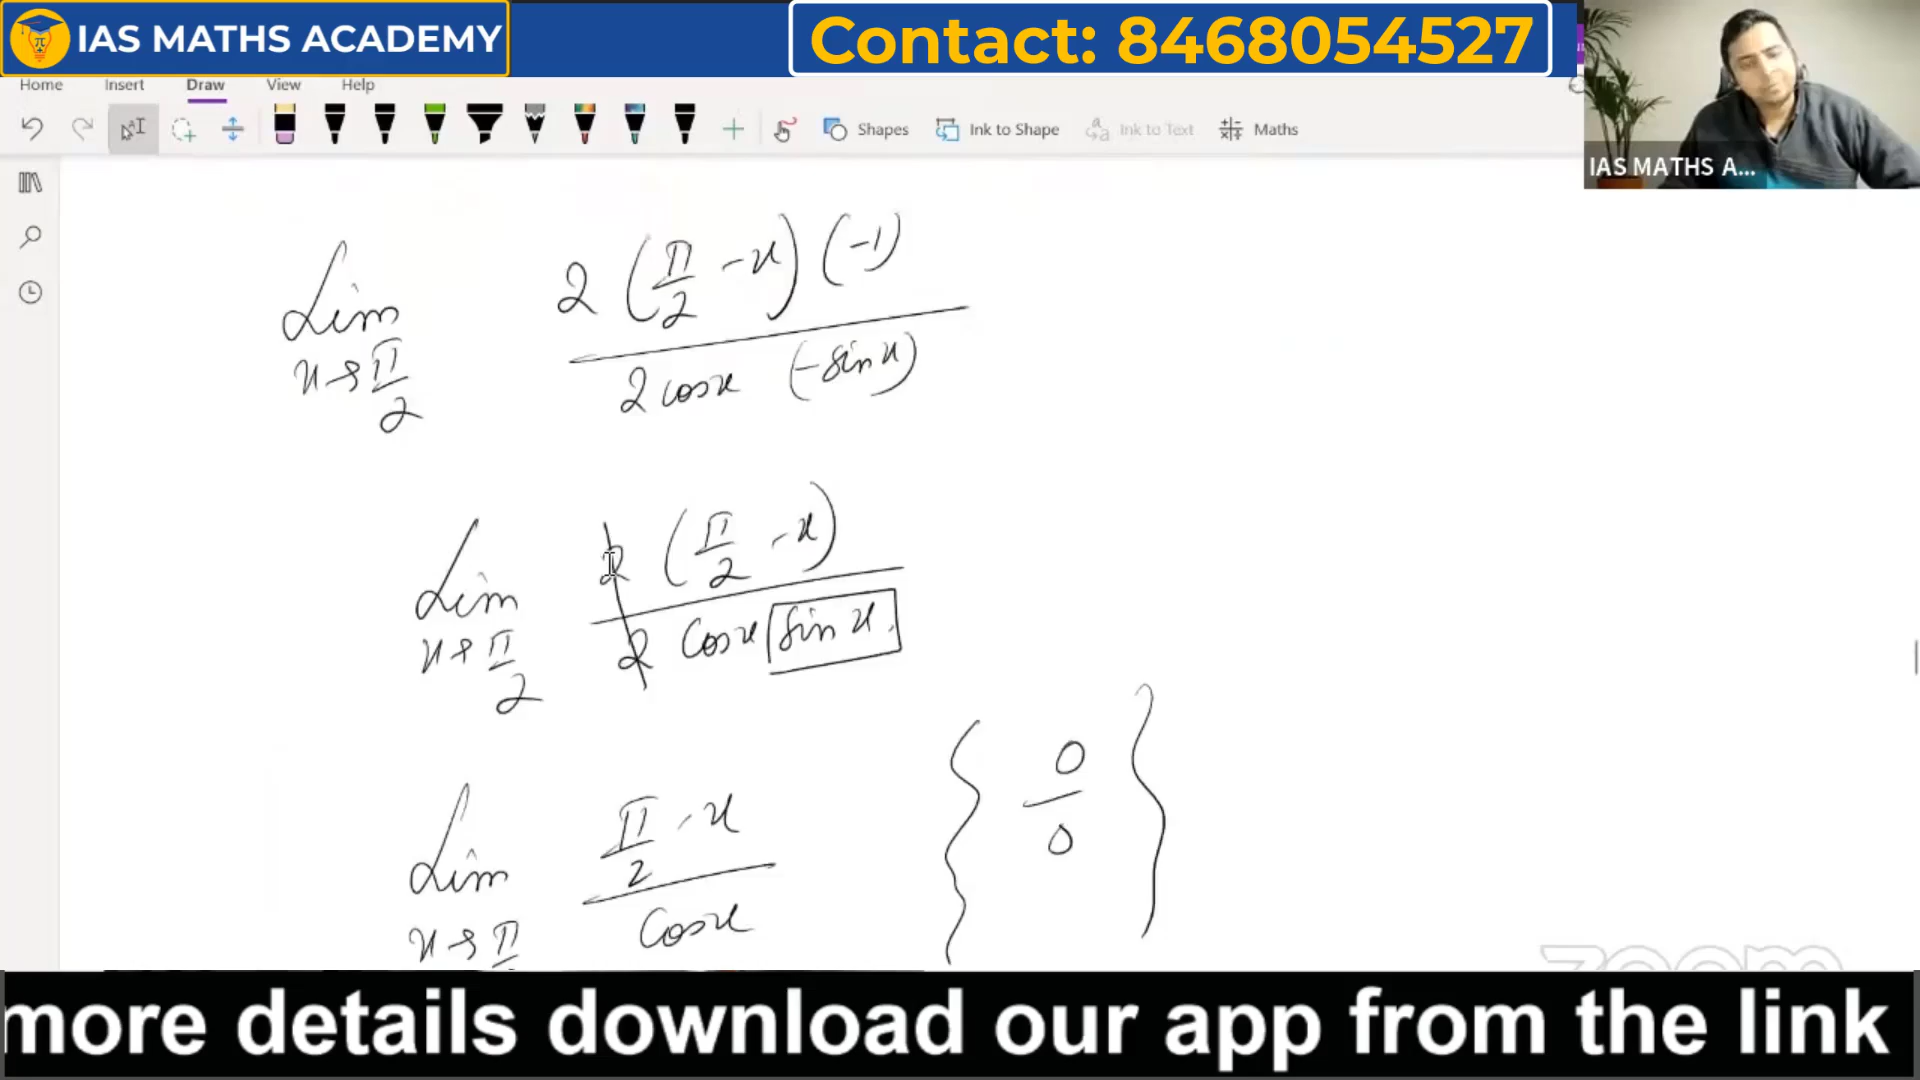 IAS MATHS ACADEMY
Contact: 8468054527
Home Insert Draw View Help
Shapes Ink to Shape Ink to Text Maths
IAS MATHS A...
Lim x→π/2 2(π/2 - x)(-1) / 2 cosx (-sinx)
Lim x→π/2 2(π/2 - x) / 2 cosx sinx.
Lim x→π/2 - x / cosx { 0/0 }
zoom
more details download our app from the link